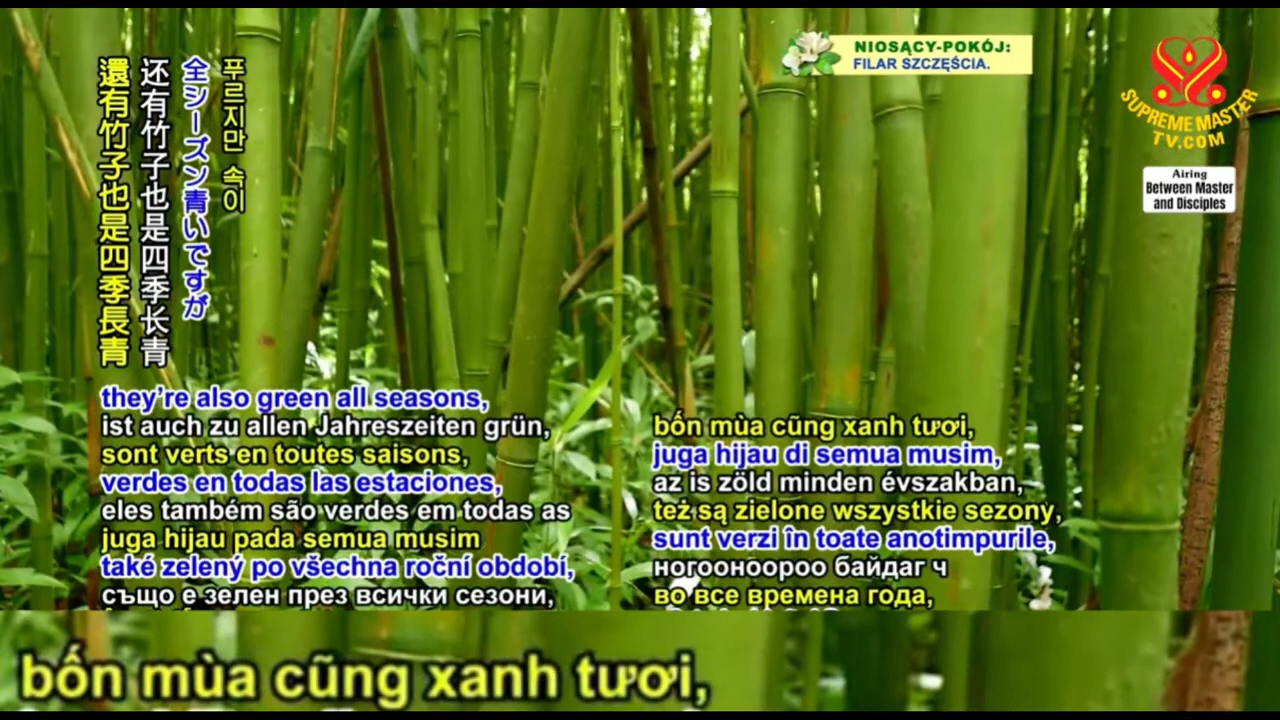 푸르지만 속이
全シーズン青いですが
还有竹子也是四季长青
還有竹子也是四季長青
NIOSĄCY-POKÓJ:
FILAR SZCZĘŚCIA.
SUPREME MASTER
TV.COM
Airing
Between Master
and Disciples
they're also green all seasons,
ist auch zu allen Jahreszeiten grün,
sont verts en toutes saisons,
verdes en todas las estaciones,
eles também são verdes em todas as
juga hijau pada semua musim
také zelený po všechna roční období,
също е зелен през всички сезони,
bốn mùa cũng xanh tươi,
juga hijau di semua musim,
az is zöld minden évszakban,
też są zielone wszystkie sezony,
sunt verzi în toate anotimpurile,
ногооноороо байдаг ч
во все времена года,
bốn mùa cũng xanh tươi,